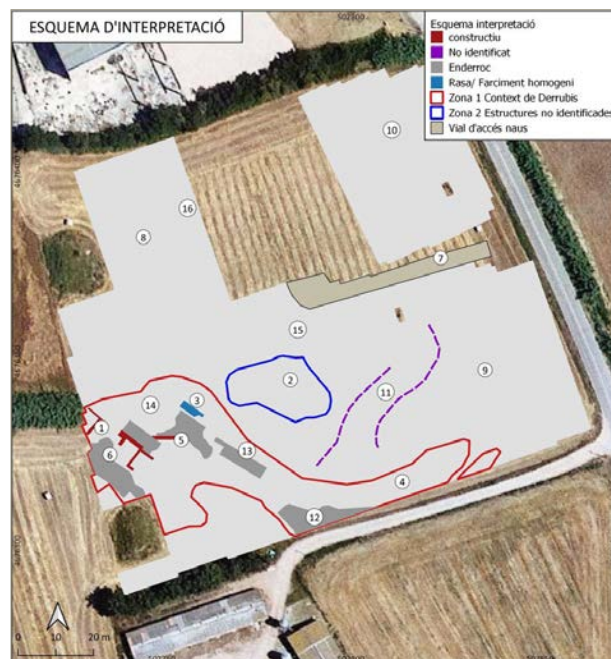 ESQUEMA D'INTERPRETACIÓ
Esquema interpretació
constructiu
No identificat
Enderroc
Rasa/ Farciment homogeni
Zona 1 Context de Derrubis
Zona 2 Estructures no identificades
Vial d'accés naus
10
16
8
7
15
2
9
11
3
14
1
5
6
13
4
12
0 10 20 m